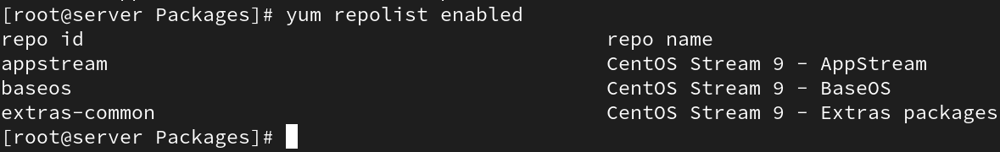 [root@server Packages]# yum repolist enabled
repo id                                             repo name
appstream                                           CentOS Stream 9 - AppStream
baseos                                              CentOS Stream 9 - BaseOS
extras-common                                       CentOS Stream 9 - Extras packages
[root@server Packages]#